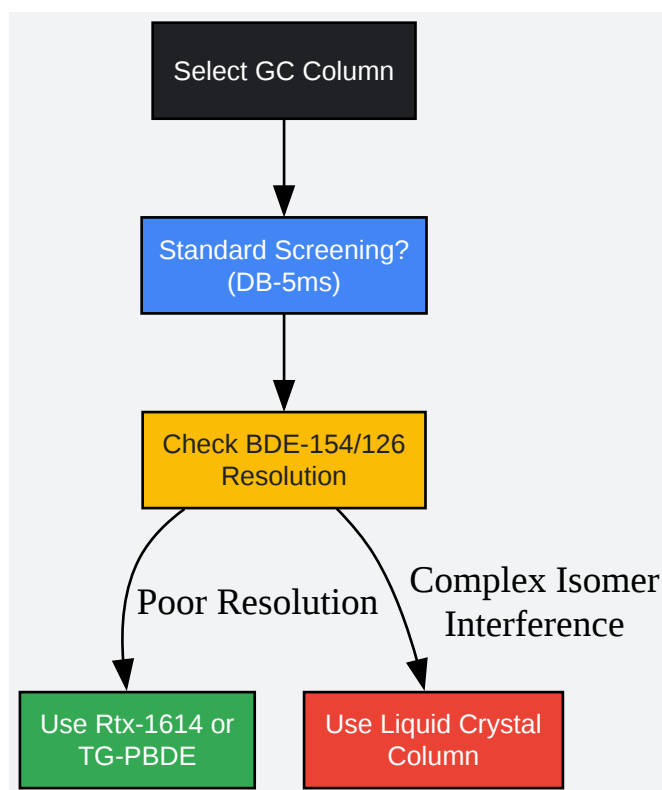 Select GC Column
Standard Screening?
(DB-5ms)
Check BDE-154/126
Resolution
Poor Resolution
Complex Isomer
Interference
Use Rtx-1614 or
TG-PBDE
Use Liquid Crystal
Column